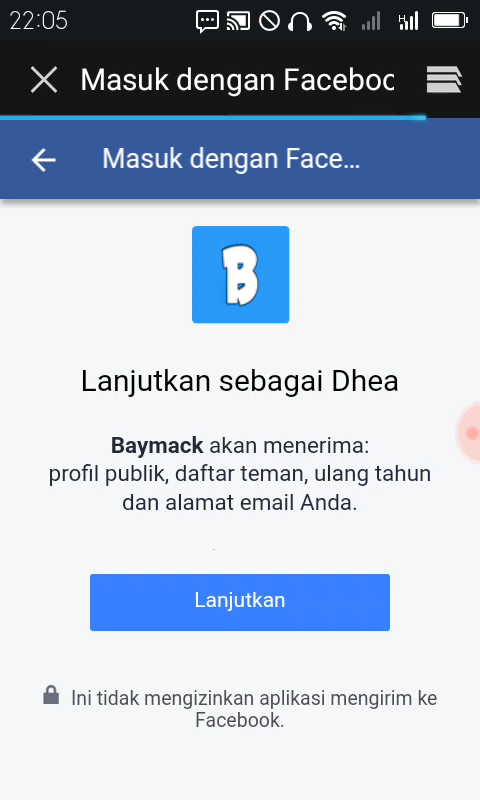 22:05
Masuk dengan Faceboo
Masuk dengan Face...
B
Lanjutkan sebagai Dhea
Baymack akan menerima:
profil publik, daftar teman, ulang tahun
dan alamat email Anda.
Lanjutkan
Ini tidak mengizinkan aplikasi mengirim ke
Facebook.